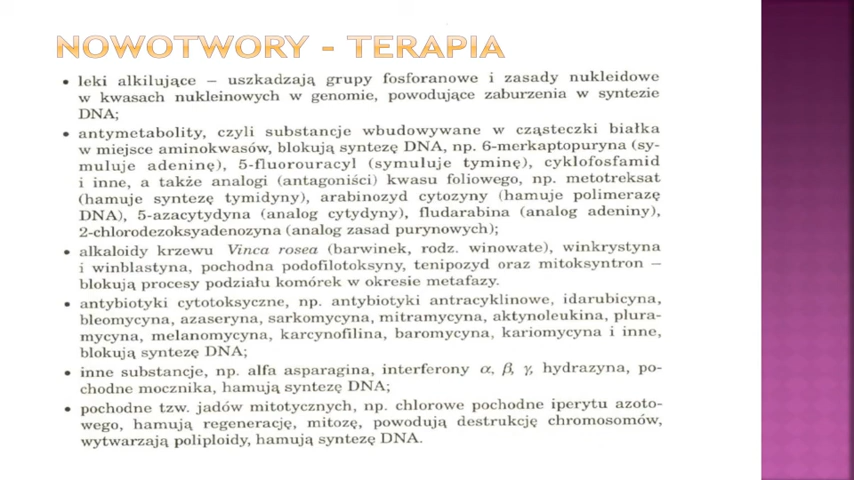 NOWOTWORY - TERAPIA
• leki alkilujące – uszkadzają grupy fosforanowe i zasady nukleidowe
w kwasach nukleinowych w genomie, powodujące zaburzenia w syntezie
DNA;
• antymetabolity, czyli substancje wbudowywane w cząsteczki białka
w miejsce aminokwasów, blokują syntezę DNA, np. 6-merkaptopuryna (sy-
muluje adeninę), 5-fluorouracyl (symuluje tyminę), cyklofosfamid
i inne, a także analogi (antagoniści) kwasu foliowego, np. metotreksat
(hamuje syntezę tymidyny), arabinozyd cytozyny (hamuje polimerazę
DNA), 5-azacytydyna (analog cytydyny), fludarabina (analog adeniny),
2-chlorodezoksyadenozyna (analog zasad purynowych);
• alkaloidy krzewu Vinca rosea (barwinek, rodz. winowate), winkrystyna
i winblastyna, pochodna podofilotoksyny, tenipozyd oraz mitoksyntron –
blokują procesy podziału komórek w okresie metafazy.
• antybiotyki cytotoksyczne, np. antybiotyki antracyklinowe, idarubicyna,
bleomycyna, azaseryna, sarkomycyna, mitramycyna, aktynoleukina, plura-
mycyna, melanomycyna, karcynofilina, baromycyna, kariomycyna i inne,
blokują syntezę DNA;
• inne substancje, np. alfa asparagina, interferony α, β, γ, hydrazyna, po-
chodne mocznika, hamują syntezę DNA;
• pochodne tzw. jadów mitotycznych, np. chlorowe pochodne iperytu azoto-
wego, hamują regenerację, mitozę, powodują destrukcję chromosomów,
wytwarzają poliploidy, hamują syntezę DNA.